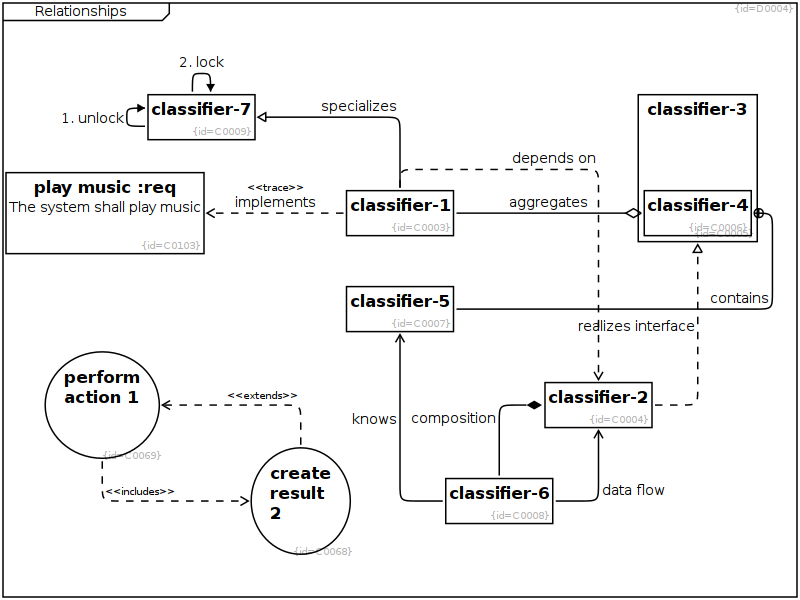 Relationships
{id=D0004}
2. lock
1. unlock
classifier-7
{id=C0009}
specializes
classifier-3
depends on
play music :req
The system shall play music
{id=C0103}
<<trace>>
implements
classifier-1
{id=C0003}
aggregates
classifier-4
{id=C0006}
classifier-5
{id=C0007}
contains
realizes interface
perform
action 1
{id=C0069}
<<extends>>
knows
composition
classifier-2
{id=C0004}
<<includes>>
create
result
2
{id=C0068}
classifier-6
{id=C0008}
data flow